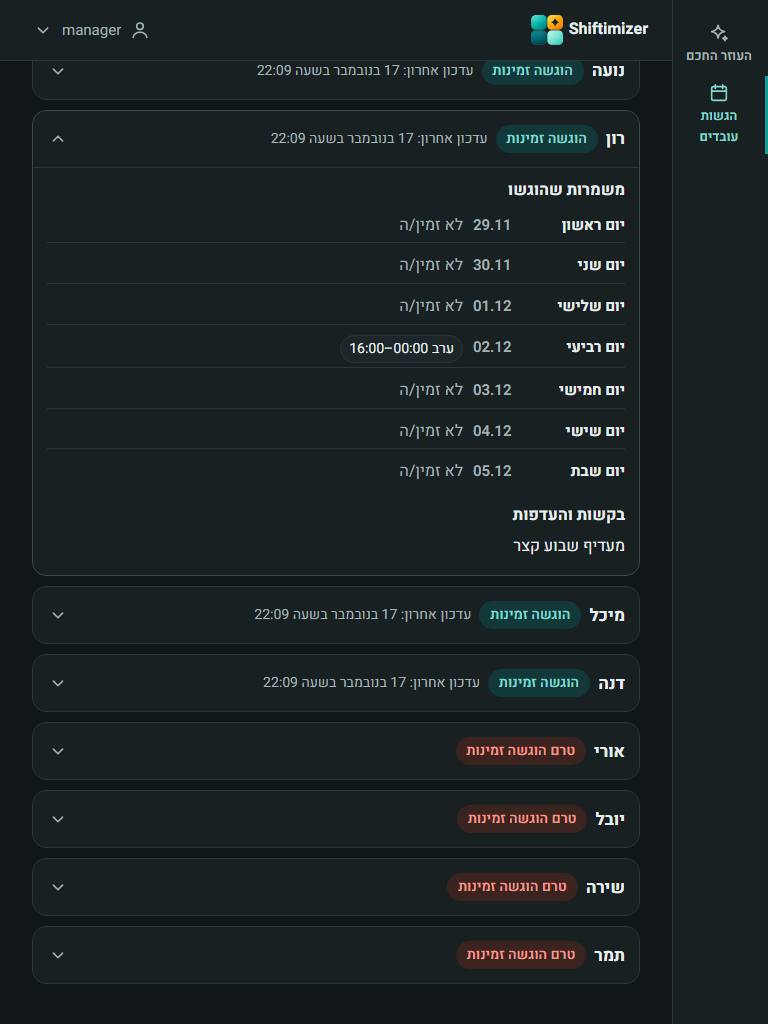 Shiftimizer
manager
העוזר החכם
הגשות
עובדים
נועה הוגשה זמינות עדכון אחרון: 17 בנובמבר בשעה 22:09
רון הוגשה זמינות עדכון אחרון: 17 בנובמבר בשעה 22:09
משמרות שהוגשו
יום ראשון 29.11 לא זמין/ה
יום שני 30.11 לא זמין/ה
יום שלישי 01.12 לא זמין/ה
יום רביעי 02.12 ערב 16:00–00:00
יום חמישי 03.12 לא זמין/ה
יום שישי 04.12 לא זמין/ה
יום שבת 05.12 לא זמין/ה
בקשות והעדפות
מעדיף שבוע קצר
מיכל הוגשה זמינות עדכון אחרון: 17 בנובמבר בשעה 22:09
דנה הוגשה זמינות עדכון אחרון: 17 בנובמבר בשעה 22:09
אורי טרם הוגשה זמינות
יובל טרם הוגשה זמינות
שירה טרם הוגשה זמינות
תמר טרם הוגשה זמינות